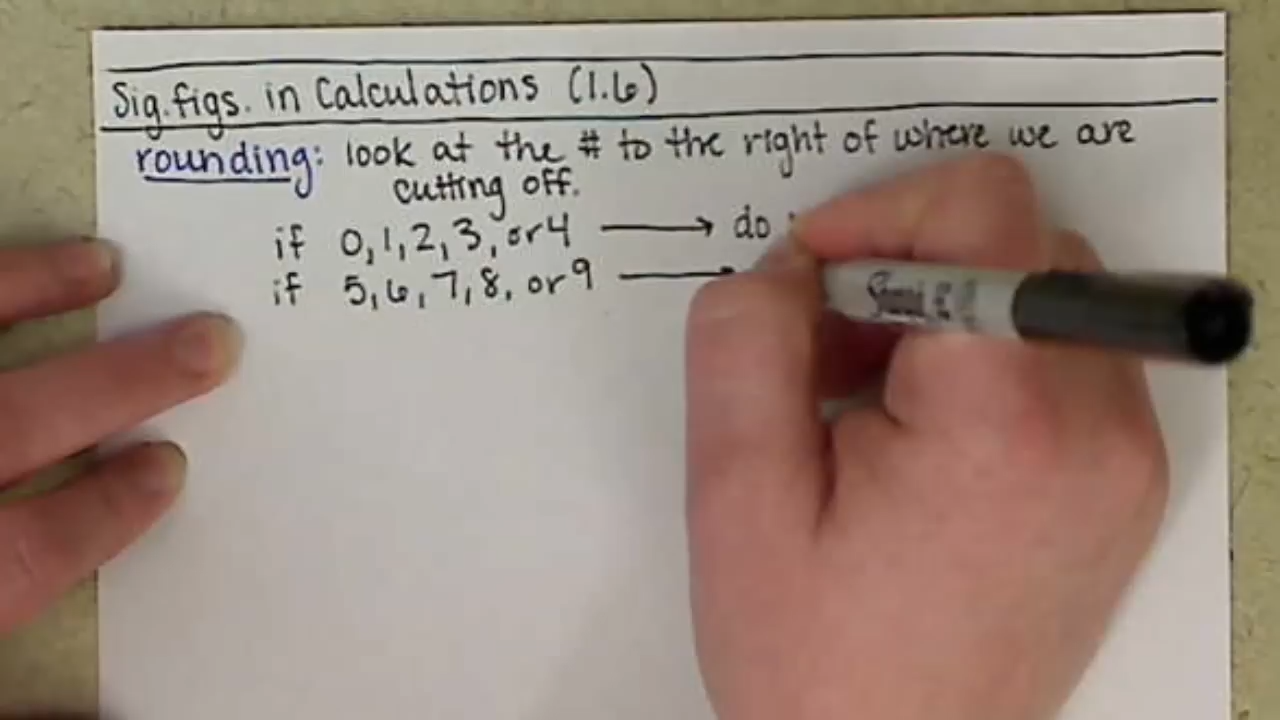 Sig.figs. in Calculations (1.6)
rounding: look at the # to the right of where we are
cutting off.
if 0,1,2,3, or 4 ⟶ do
if 5,6,7,8, or 9 ⟶